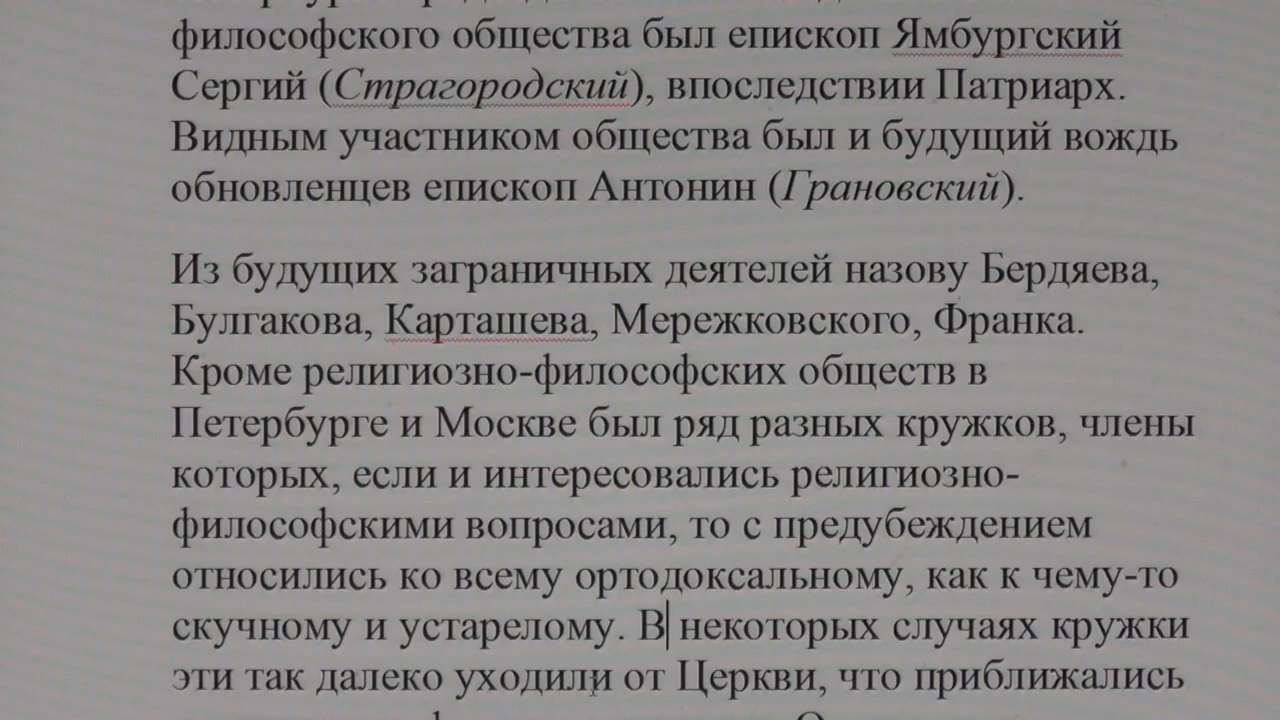 философского общества был епископ Ямбургский
Сергий (Страгородский), впоследствии Патриарх.
Видным участником общества был и будущий вождь
обновленцев епископ Антонин (Грановский).
Из будущих заграничных деятелей назову Бердяева,
Булгакова, Карташева, Мережковского, Франка.
Кроме религиозно-философских обществ в
Петербурге и Москве был ряд разных кружков, члены
которых, если и интересовались религиозно-
философскими вопросами, то с предубеждением
относились ко всему ортодоксальному, как к чему-то
скучному и устарелому. В некоторых случаях кружки
эти так далеко уходили от Церкви, что приближались